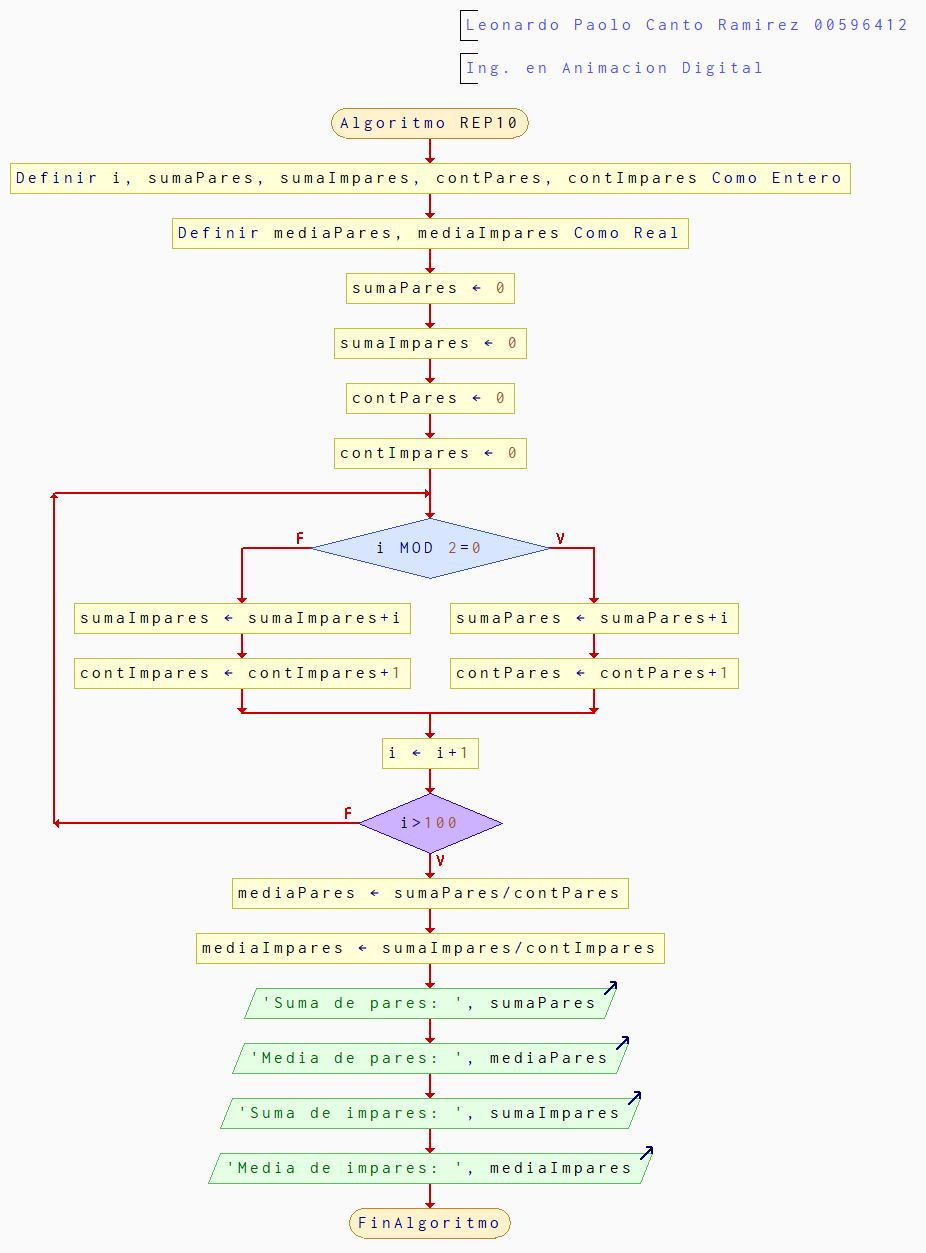 Leonardo Paolo Canto Ramirez 00596412
Ing. en Animacion Digital
Algoritmo REP10
Definir i, sumaPares, sumaImpares, contPares, contImpares Como Entero
Definir mediaPares, mediaImpares Como Real
sumaPares ← 0
sumaImpares ← 0
contPares ← 0
contImpares ← 0
F
V
i MOD 2=0
sumaImpares ← sumaImpares+i
sumaPares ← sumaPares+i
contImpares ← contImpares+1
contPares ← contPares+1
i ← i+1
F
i>100
V
mediaPares ← sumaPares/contPares
mediaImpares ← sumaImpares/contImpares
'Suma de pares: ', sumaPares
'Media de pares: ', mediaPares
'Suma de impares: ', sumaImpares
'Media de impares: ', mediaImpares
FinAlgoritmo